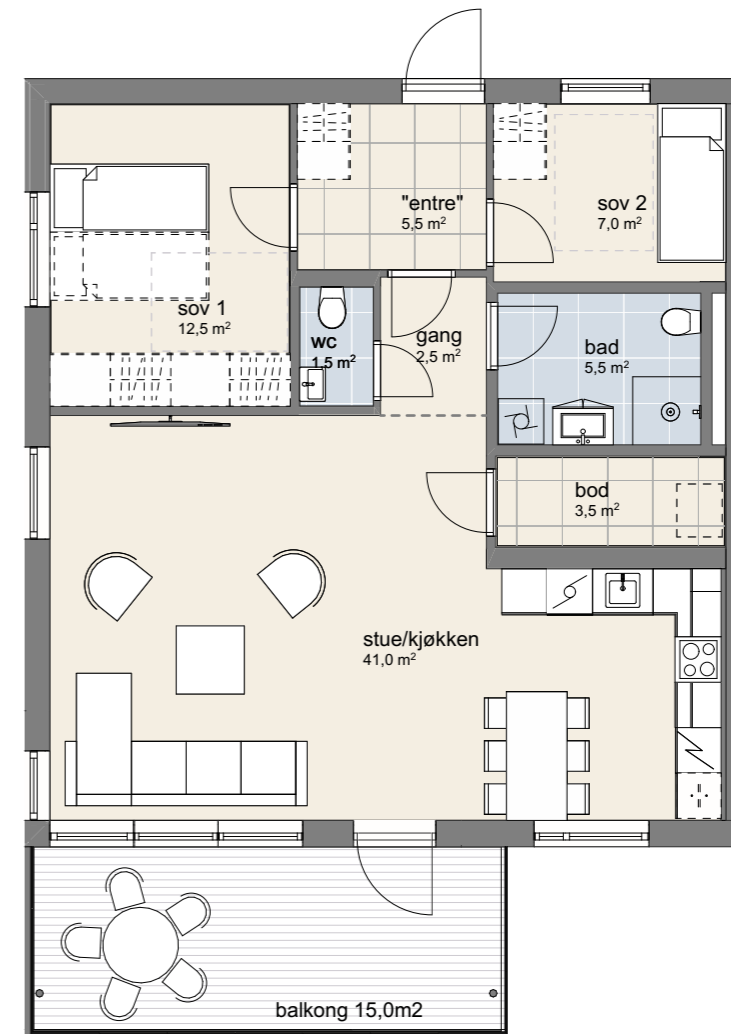 "entre"
5,5 m²
sov 2
7,0 m²
sov 1
12,5 m²
WC
1,5 m²
gang
2,5 m²
bad
5,5 m²
bod
3,5 m²
stue/kjøkken
41,0 m²
balkong 15,0m2